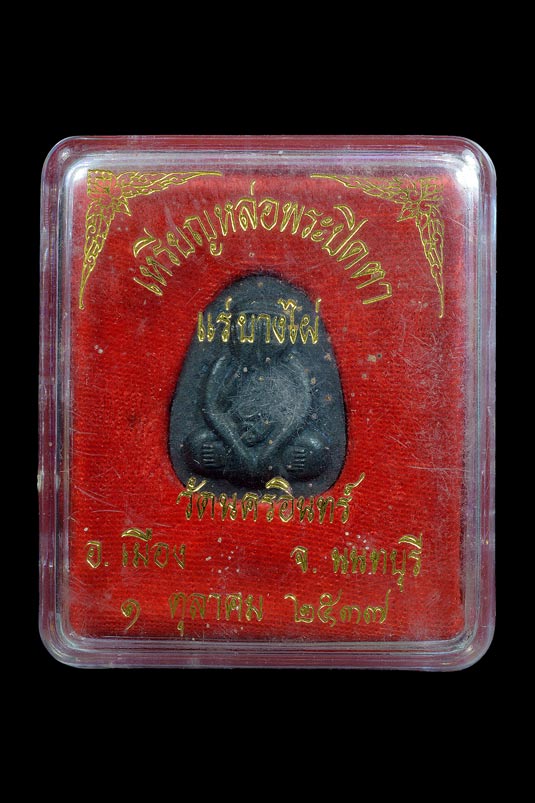 เหรียญหล่อพระปิดตา
แร่บางไผ่
วัดนครอินทร์
อ. เมือง จ. นนทบุรี
๑ ตุลาคม ๒๕๓๗